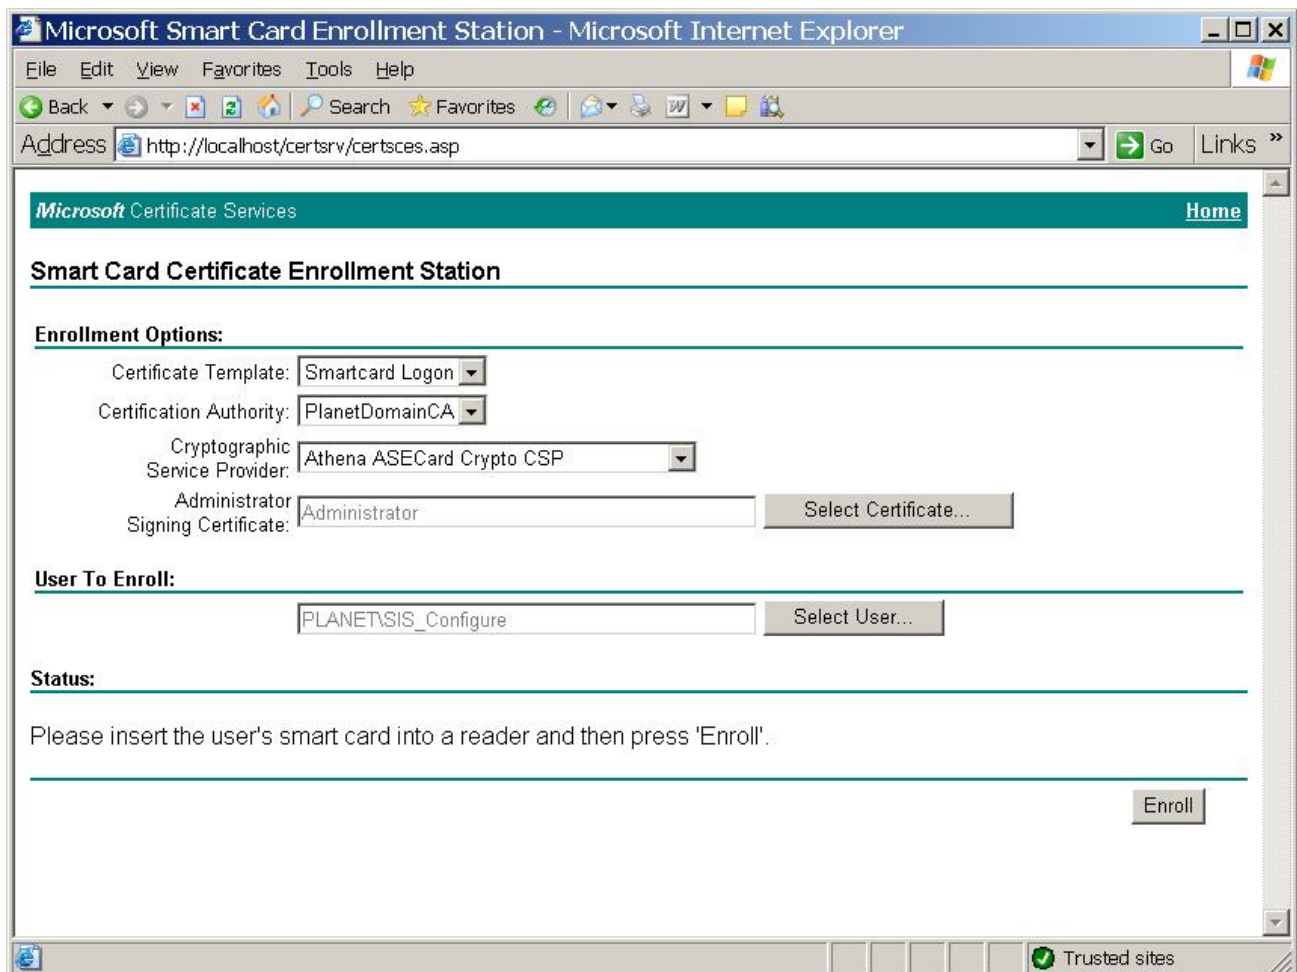 Microsoft Smart Card Enrollment Station - Microsoft Internet Explorer
File Edit View Favorites Tools Help
Back Search Favorites
Address http://localhost/certsrv/certsces.asp Go Links »
Microsoft Certificate Services Home
Smart Card Certificate Enrollment Station
Enrollment Options:
Certificate Template: Smartcard Logon
Certification Authority: PlanetDomainCA
Cryptographic
Service Provider: Athena ASECard Crypto CSP
Administrator
Signing Certificate: Administrator Select Certificate...
User To Enroll:
PLANET\SIS_Configure Select User...
Status:
Please insert the user's smart card into a reader and then press 'Enroll'.
Enroll
Trusted sites